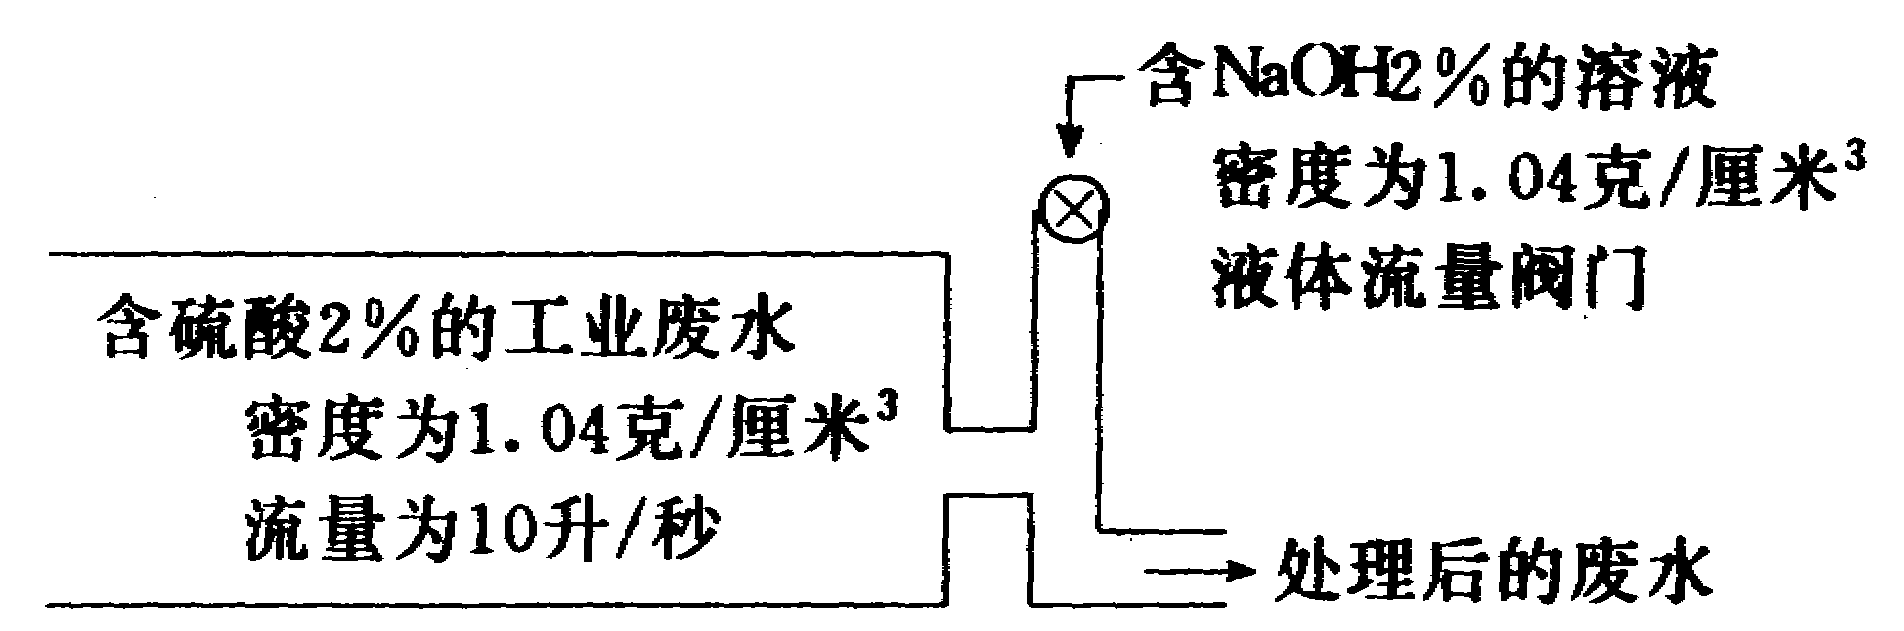 含NaOH2%的溶液
密度为1.04克/厘米³
液体流量阀门
含硫酸2%的工业废水
密度为1.04克/厘米³
流量为10升/秒
处理后的废水